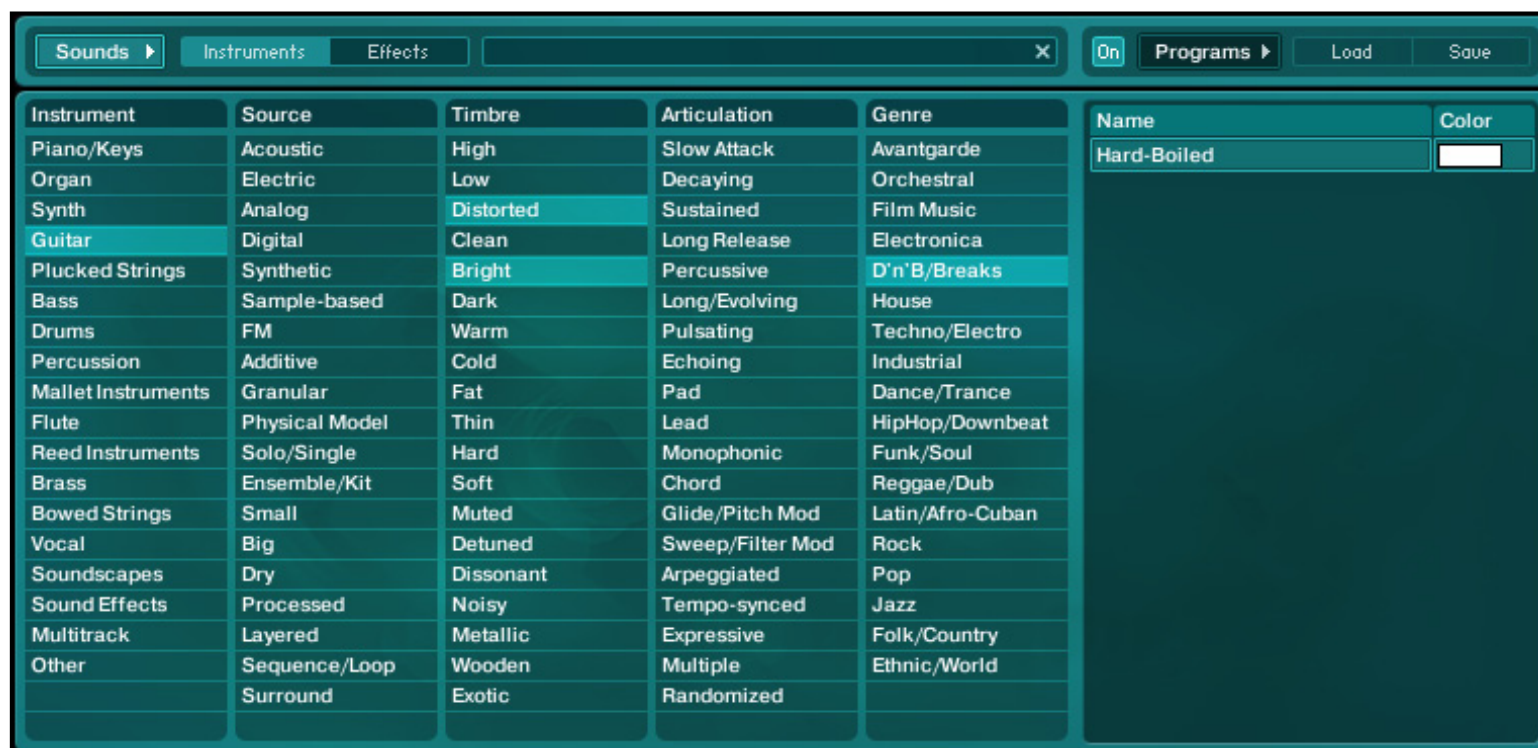 Sounds Instruments Effects × On Programs Load Save
Instrument Source Timbre Articulation Genre Name Color
Piano/Keys Acoustic High Slow Attack Avantgarde Hard-Boiled
Organ Electric Low Decaying Orchestral
Synth Analog Distorted Sustained Film Music
Guitar Digital Clean Long Release Electronica
Plucked Strings Synthetic Bright Percussive D'n'B/Breaks
Bass Sample-based Dark Long/Evolving House
Drums FM Warm Pulsating Techno/Electro
Percussion Additive Cold Echoing Industrial
Mallet Instruments Granular Fat Pad Dance/Trance
Flute Physical Model Thin Lead HipHop/Downbeat
Reed Instruments Solo/Single Hard Monophonic Funk/Soul
Brass Ensemble/Kit Soft Chord Reggae/Dub
Bowed Strings Small Muted Glide/Pitch Mod Latin/Afro-Cuban
Vocal Big Detuned Sweep/Filter Mod Rock
Soundscapes Dry Dissonant Arpeggiated Pop
Sound Effects Processed Noisy Tempo-synced Jazz
Multitrack Layered Metallic Expressive Folk/Country
Other Sequence/Loop Wooden Multiple Ethnic/World
Surround Exotic Randomized